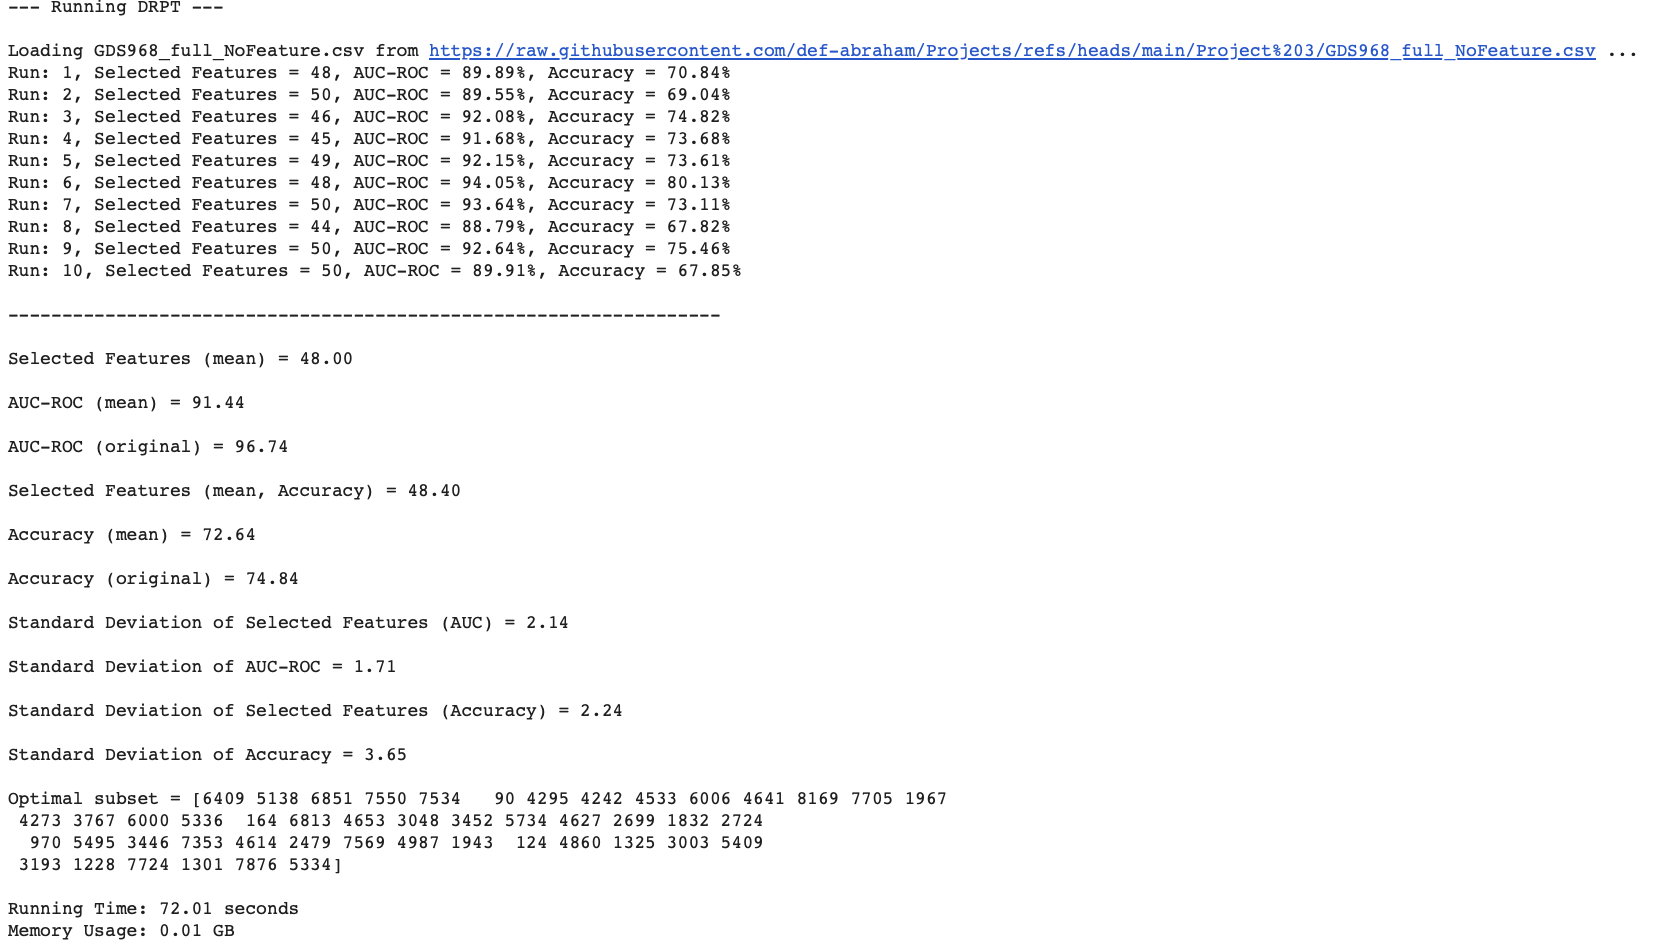 --- Running DRPT ---
Loading GDS968_full_NoFeature.csv from https://raw.githubusercontent.com/def-abraham/Projects/refs/heads/main/Project%203/GDS968_full_NoFeature.csv ...
Run: 1, Selected Features = 48, AUC-ROC = 89.89%, Accuracy = 70.84%
Run: 2, Selected Features = 50, AUC-ROC = 89.55%, Accuracy = 69.04%
Run: 3, Selected Features = 46, AUC-ROC = 92.08%, Accuracy = 74.82%
Run: 4, Selected Features = 45, AUC-ROC = 91.68%, Accuracy = 73.68%
Run: 5, Selected Features = 49, AUC-ROC = 92.15%, Accuracy = 73.61%
Run: 6, Selected Features = 48, AUC-ROC = 94.05%, Accuracy = 80.13%
Run: 7, Selected Features = 50, AUC-ROC = 93.64%, Accuracy = 73.11%
Run: 8, Selected Features = 44, AUC-ROC = 88.79%, Accuracy = 67.82%
Run: 9, Selected Features = 50, AUC-ROC = 92.64%, Accuracy = 75.46%
Run: 10, Selected Features = 50, AUC-ROC = 89.91%, Accuracy = 67.85%
------------------------------------------------------------------
Selected Features (mean) = 48.00
AUC-ROC (mean) = 91.44
AUC-ROC (original) = 96.74
Selected Features (mean, Accuracy) = 48.40
Accuracy (mean) = 72.64
Accuracy (original) = 74.84
Standard Deviation of Selected Features (AUC) = 2.14
Standard Deviation of AUC-ROC = 1.71
Standard Deviation of Selected Features (Accuracy) = 2.24
Standard Deviation of Accuracy = 3.65
Optimal subset = [6409 5138 6851 7550 7534   90 4295 4242 4533 6006 4641 8169 7705 1967
 4273 3767 6000 5336  164 6813 4653 3048 3452 5734 4627 2699 1832 2724
  970 5495 3446 7353 4614 2479 7569 4987 1943  124 4860 1325 3003 5409
 3193 1228 7724 1301 7876 5334]
Running Time: 72.01 seconds
Memory Usage: 0.01 GB